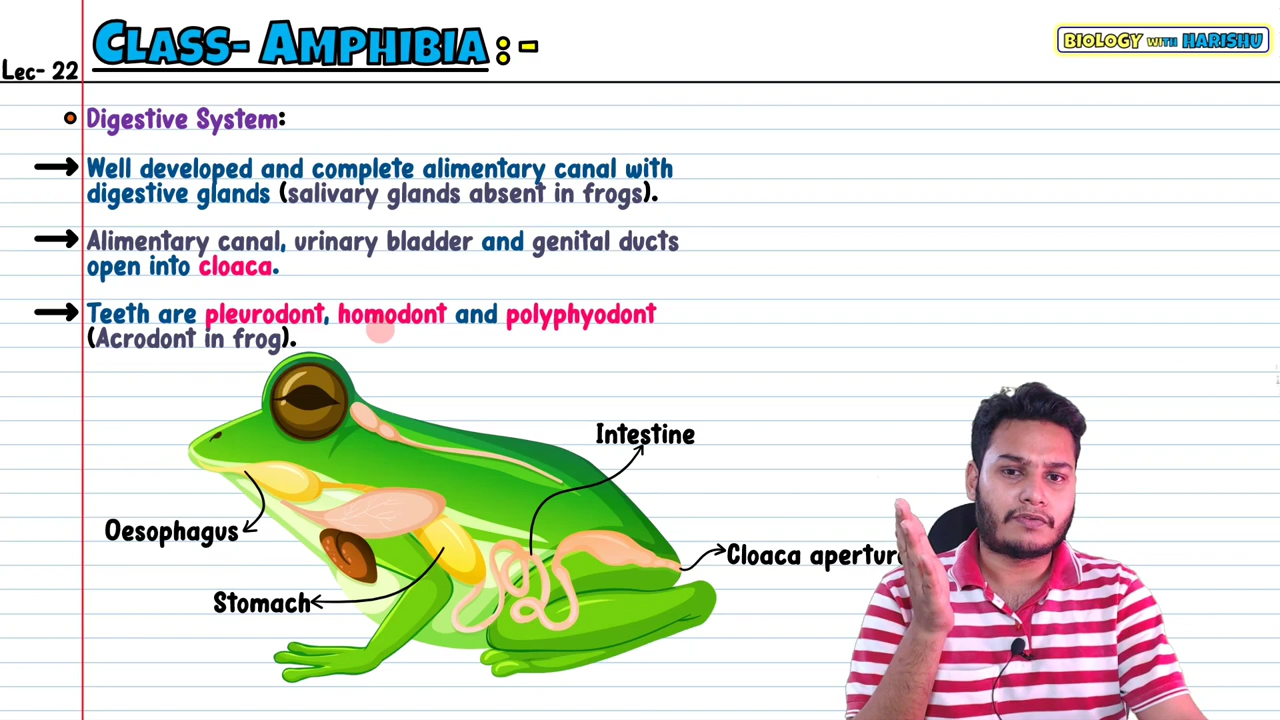 CLASS- AMPHIBIA :-
BIOLOGY WITH HARISHU
Lec- 22
Digestive System:
Well developed and complete alimentary canal with
digestive glands (salivary glands absent in frogs).
Alimentary canal, urinary bladder and genital ducts
open into cloaca.
Teeth are pleurodont, homodont and polyphyodont
(Acrodont in frog).
Intestine
Oesophagus
Cloaca aperture
Stomach